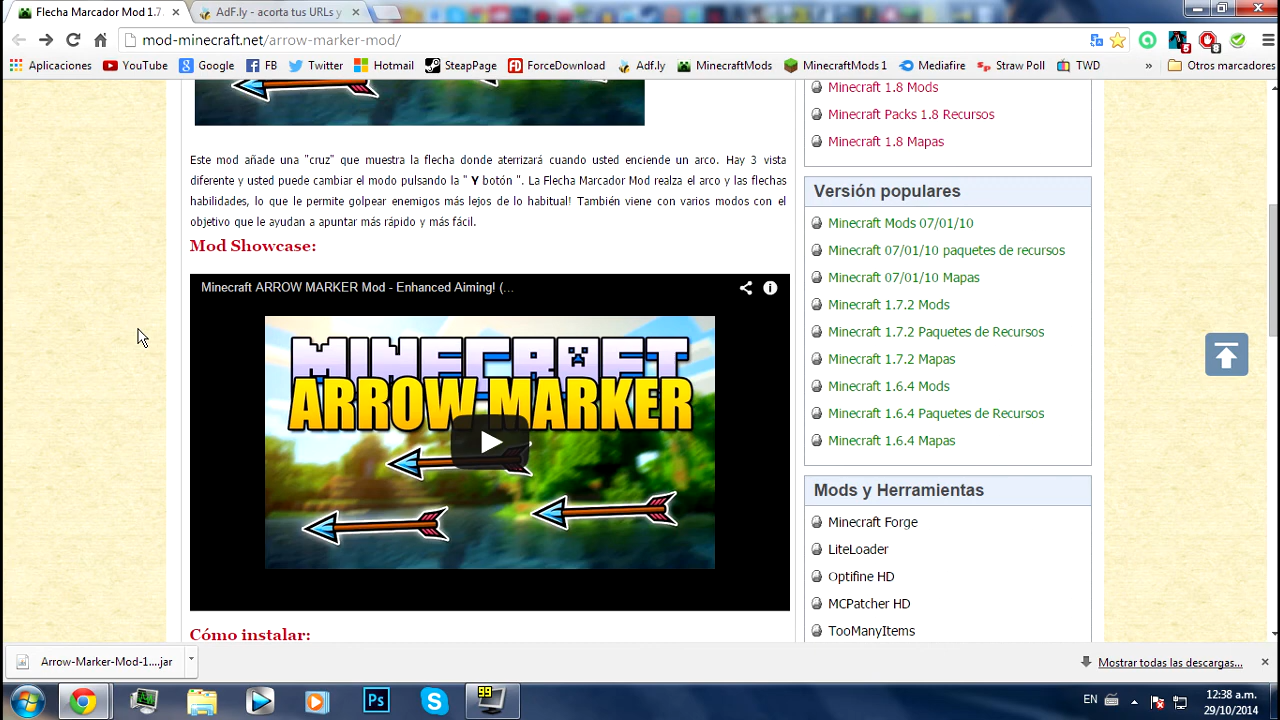 Flecha Marcador Mod 1.7
AdF.ly - acorta tus URLs y
mod-minecraft.net/arrow-marker-mod/
Aplicaciones YouTube Google FB Twitter Hotmail SteapPage ForceDownload Adf.ly MinecraftMods Mediafire Straw Poll TWD » Otros marcadores
Minecraft 1.8 Mods
Minecraft Packs 1.8 Recursos
Minecraft 1.8 Mapas
Este mod añade una "cruz" que muestra la flecha donde aterrizará cuando usted enciende un arco. Hay 3 vista
diferente y usted puede cambiar el modo pulsando la " Y botón ". La Flecha Marcador Mod realza el arco y las flechas
habilidades, lo que le permite golpear enemigos más lejos de lo habitual! También viene con varios modos con el
objetivo que le ayudan a apuntar más rápido y más fácil.
Mod Showcase:
Minecraft ARROW MARKER Mod - Enhanced Aiming! (...
MINECRAFT
ARROW MARKER
Cómo instalar:
Versión populares
Minecraft Mods 07/01/10
Minecraft 07/01/10 paquetes de recursos
Minecraft 07/01/10 Mapas
Minecraft 1.7.2 Mods
Minecraft 1.7.2 Paquetes de Recursos
Minecraft 1.7.2 Mapas
Minecraft 1.6.4 Mods
Minecraft 1.6.4 Paquetes de Recursos
Minecraft 1.6.4 Mapas
Mods y Herramientas
Minecraft Forge
LiteLoader
Optifine HD
MCPatcher HD
TooManyItems
Arrow-Marker-Mod-1....jar
Mostrar todas las descargas...
Ps
99
EN
12:38 a.m.
29/10/2014